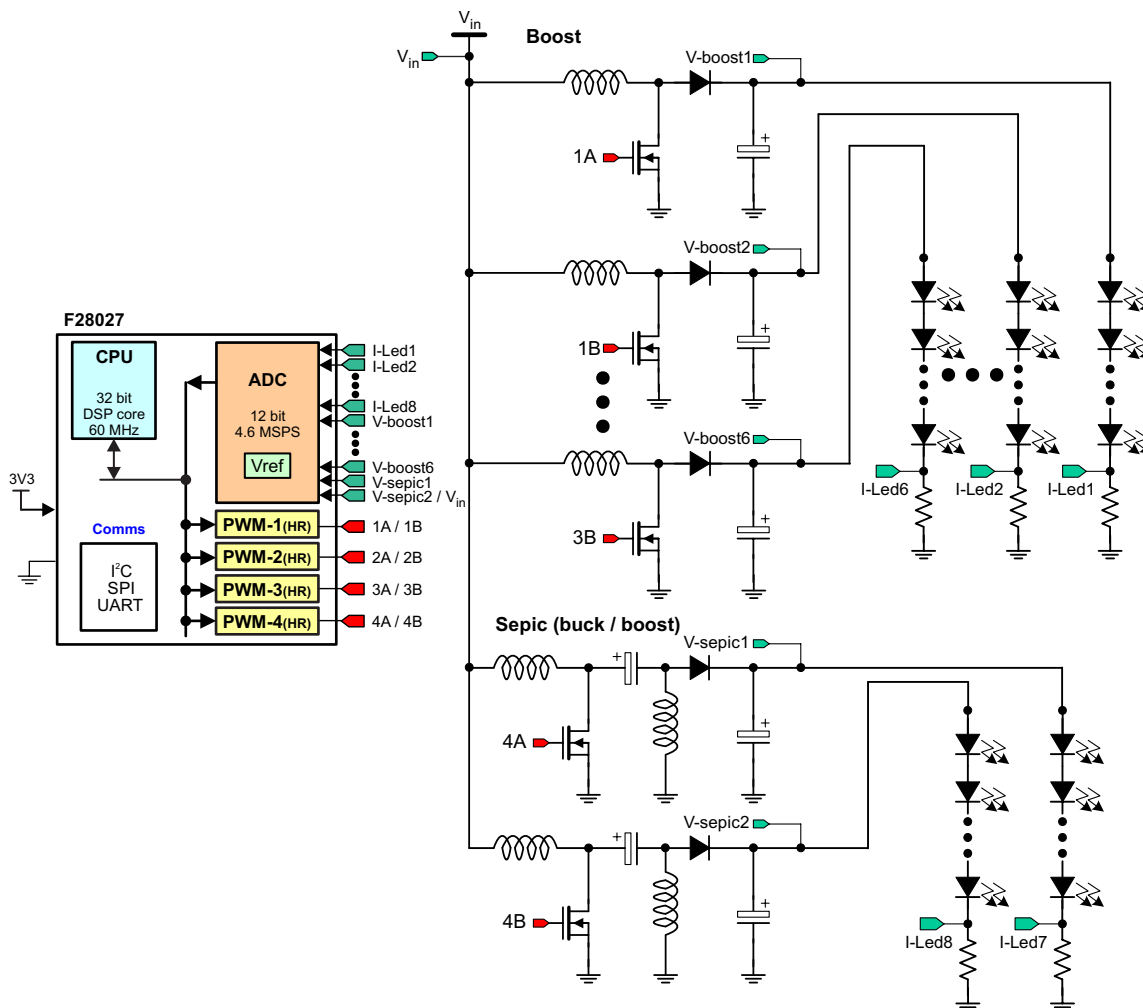 Vin
Vin
Boost
V-boost1
1A
V-boost2
1B
V-boost6
3B
I-Led6
I-Led2
I-Led1
F28027
CPU
32 bit
DSP core
60 MHz
ADC
12 bit
4.6 MSPS
Vref
I-Led1
I-Led2
I-Led8
V-boost1
V-boost6
V-sepic1
V-sepic2 / Vin
3V3
Comms
I²C
SPI
UART
PWM-1(HR)
1A / 1B
PWM-2(HR)
2A / 2B
PWM-3(HR)
3A / 3B
PWM-4(HR)
4A / 4B
Sepic (buck / boost)
V-sepic1
+
4A
V-sepic2
+
4B
I-Led8
I-Led7
+
+
+
+
+